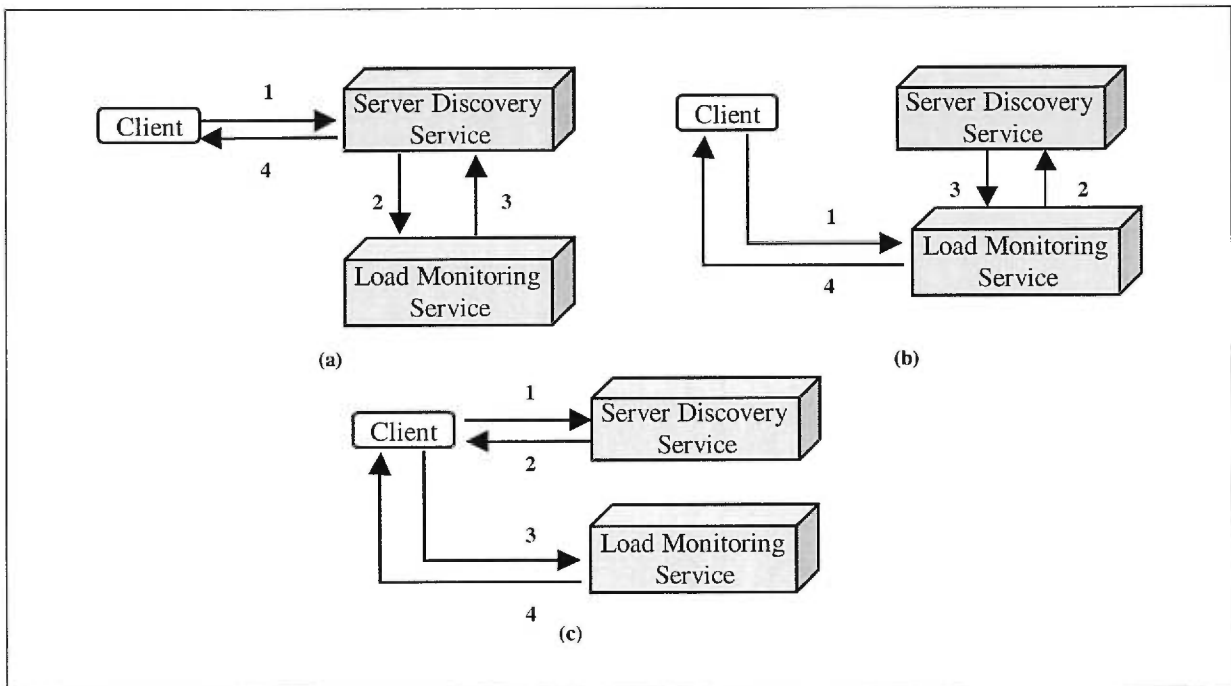 1
Client
Server Discovery
Service
4
2
3
Load Monitoring
Service
(a)
Client
Server Discovery
Service
3
2
1
Load Monitoring
Service
4
(b)
1
Client
Server Discovery
Service
2
3
Load Monitoring
Service
4
(c)